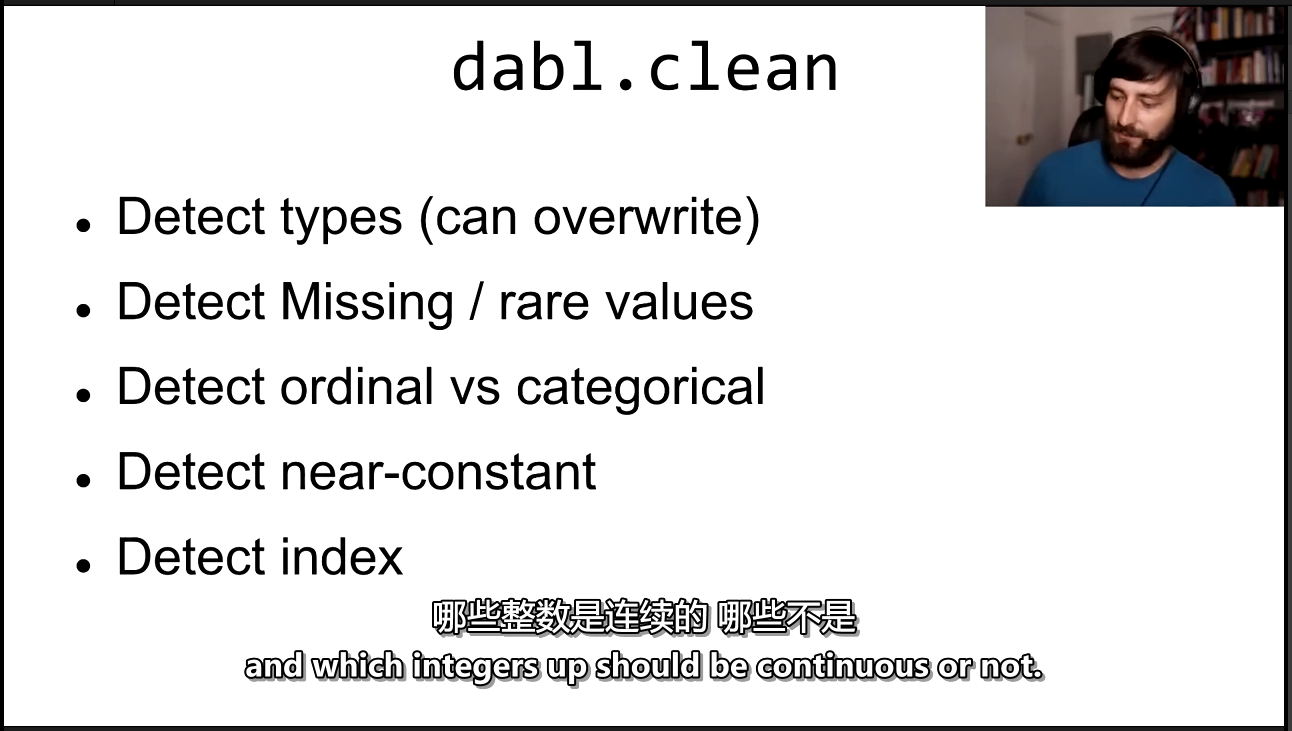 dabl.clean
• Detect types (can overwrite)
• Detect Missing / rare values
• Detect ordinal vs categorical
• Detect near-constant
• Detect index
哪些整数是连续的 哪些不是
and which integers up should be continuous or not.